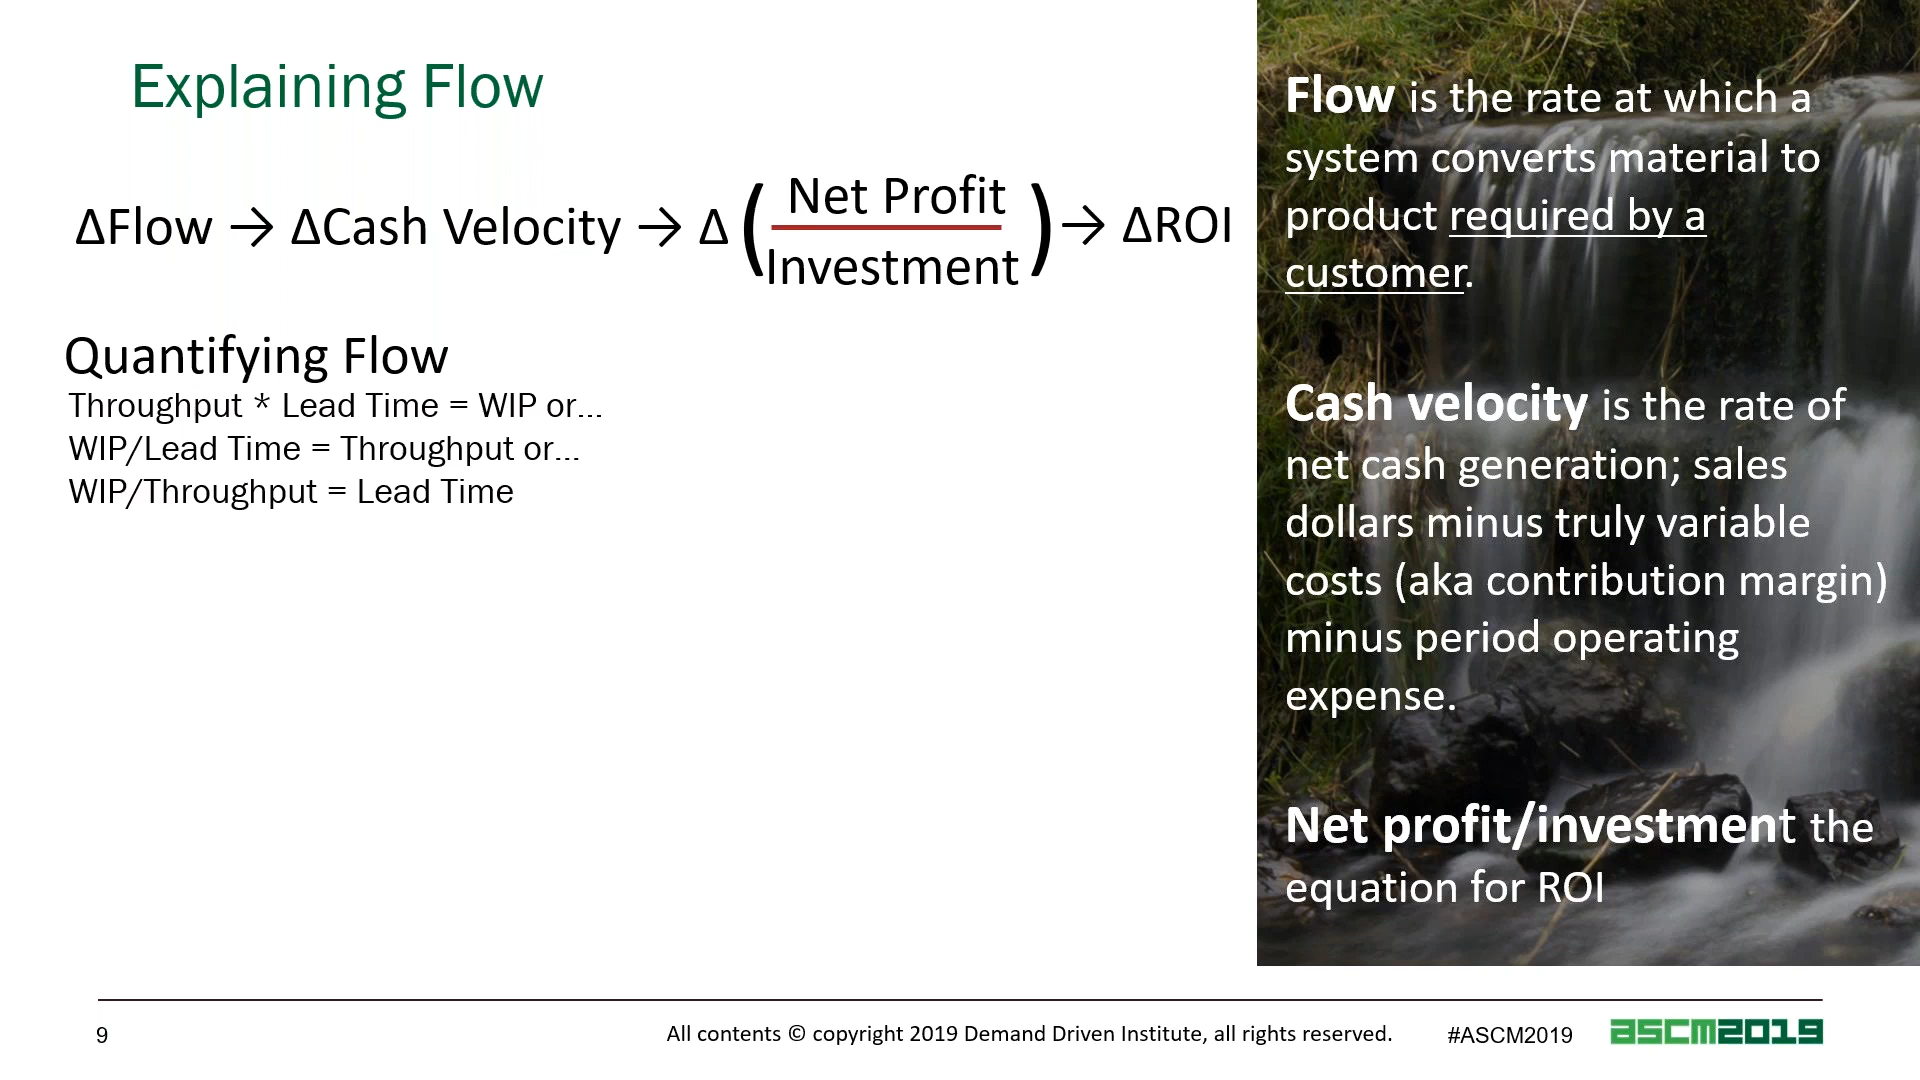 Explaining Flow
ΔFlow → ΔCash Velocity → Δ ( Net Profit / Investment ) → ΔROI
Quantifying Flow
Throughput * Lead Time = WIP or...
WIP/Lead Time = Throughput or...
WIP/Throughput = Lead Time
Flow is the rate at which a
system converts material to
product required by a
customer.
Cash velocity is the rate of
net cash generation; sales
dollars minus truly variable
costs (aka contribution margin)
minus period operating
expense.
Net profit/investment the
equation for ROI
9
All contents © copyright 2019 Demand Driven Institute, all rights reserved.
#ASCM2019
ascm2019